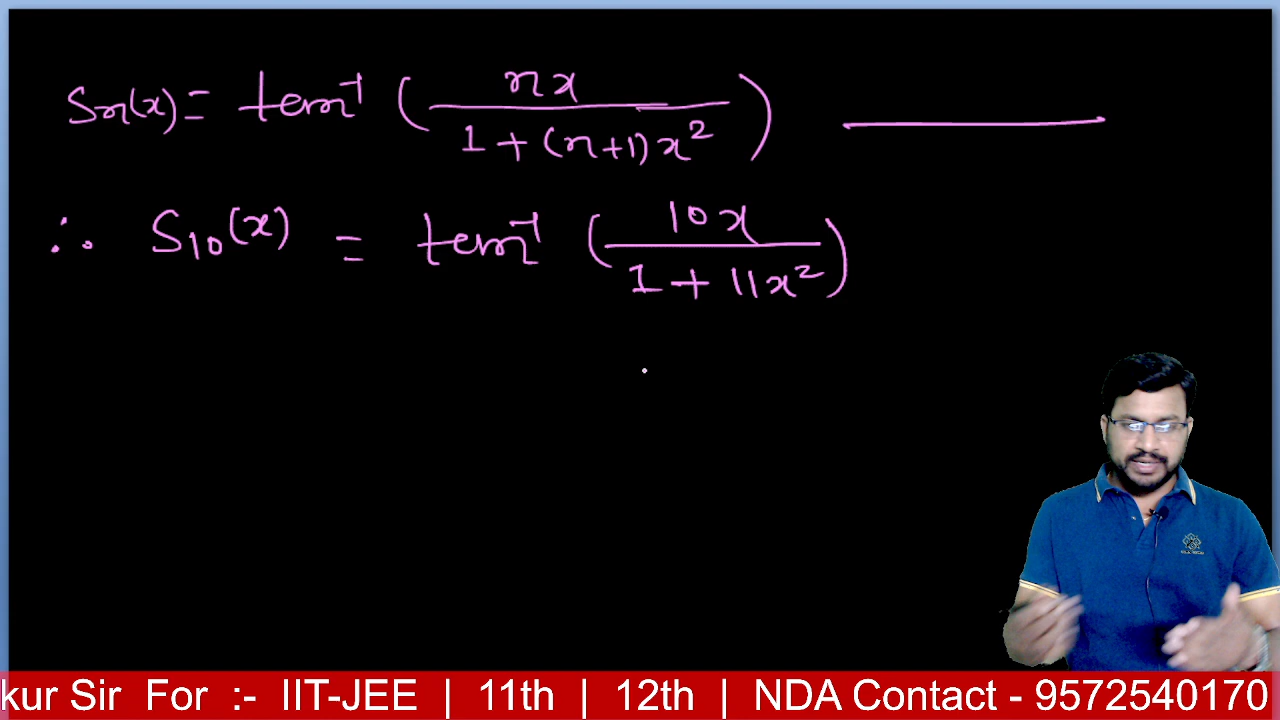 Sn(x) = tan⁻¹ ( nx / 1 + (n+1)x² )
∴ S₁₀(x) = tan⁻¹ ( 10x / 1 + 11x² )
kur Sir For :- IIT-JEE | 11th | 12th | NDA Contact - 9572540170